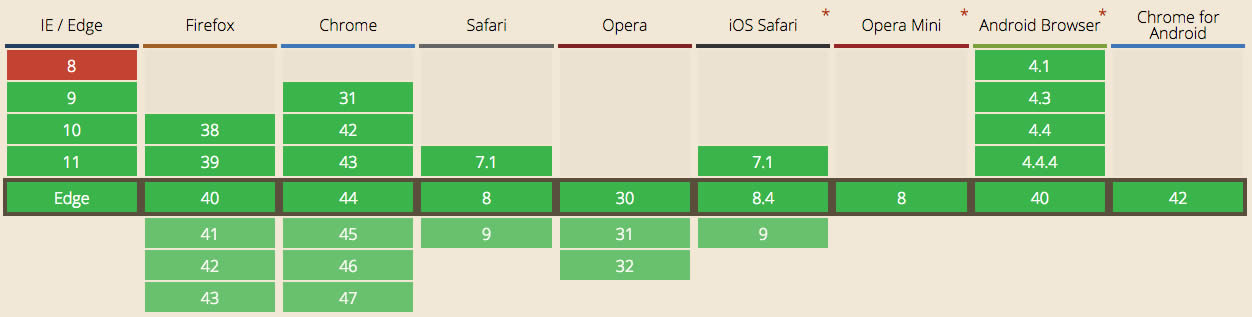 IE / Edge Firefox Chrome Safari Opera iOS Safari * Opera Mini * Android Browser * Chrome for Android
8 4.1
9 31 4.3
10 38 42 4.4
11 39 43 7.1 7.1 4.4.4
Edge 40 44 8 30 8.4 8 40 42
41 45 9 31 9
42 46 32
43 47